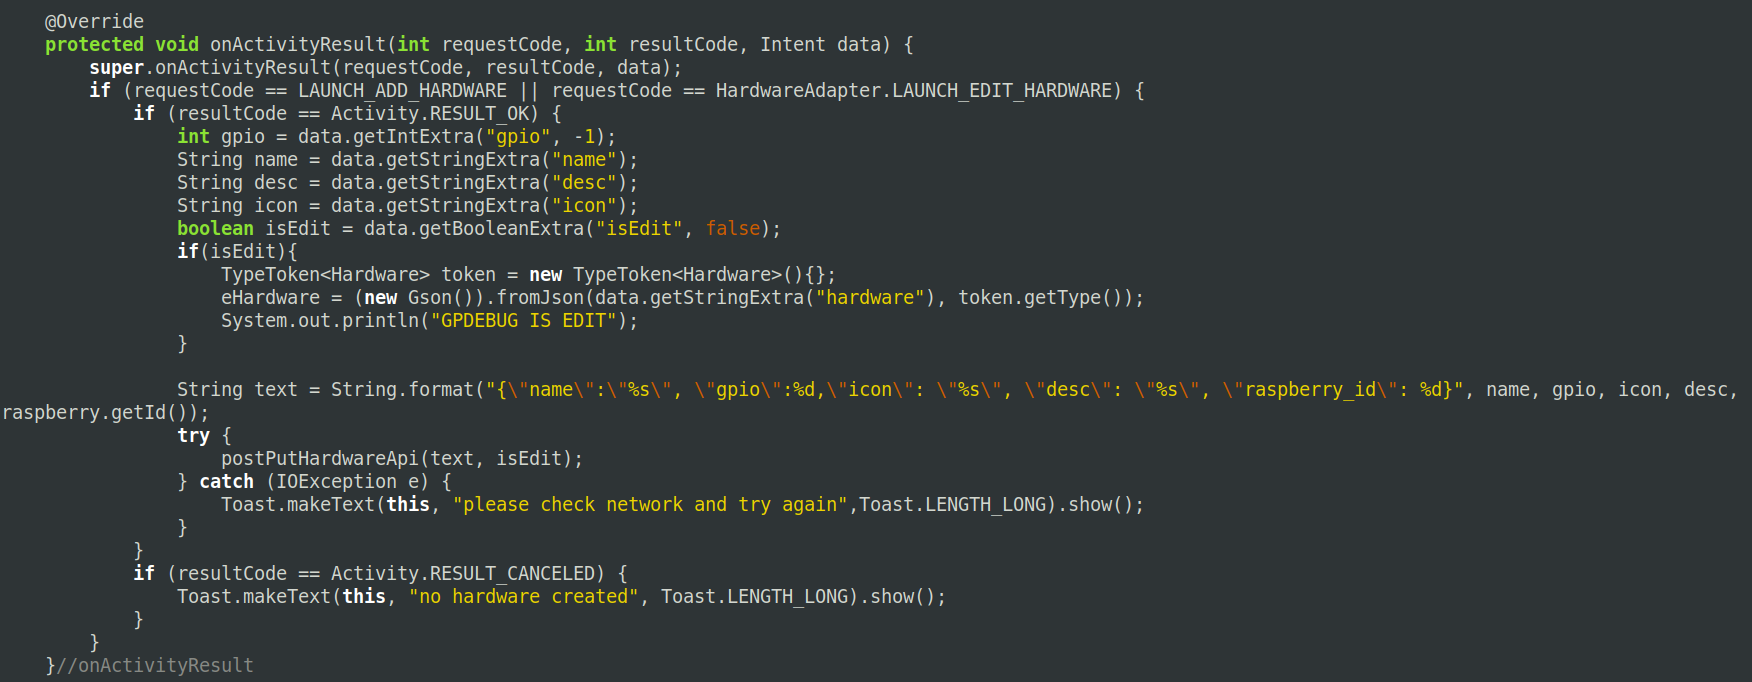 @Override
    protected void onActivityResult(int requestCode, int resultCode, Intent data) {
        super.onActivityResult(requestCode, resultCode, data);
        if (requestCode == LAUNCH_ADD_HARDWARE || requestCode == HardwareAdapter.LAUNCH_EDIT_HARDWARE) {
            if (resultCode == Activity.RESULT_OK) {
                int gpio = data.getIntExtra("gpio", -1);
                String name = data.getStringExtra("name");
                String desc = data.getStringExtra("desc");
                String icon = data.getStringExtra("icon");
                boolean isEdit = data.getBooleanExtra("isEdit", false);
                if(isEdit){
                    TypeToken<Hardware> token = new TypeToken<Hardware>(){};
                    eHardware = (new Gson()).fromJson(data.getStringExtra("hardware"), token.getType());
                    System.out.println("GPDEBUG IS EDIT");
                }

                String text = String.format("{\"name\":\"%s\", \"gpio\":%d,\"icon\": \"%s\", \"desc\": \"%s\", \"raspberry_id\": %d}", name, gpio, icon, desc,
raspberry.getId());
                try {
                    postPutHardwareApi(text, isEdit);
                } catch (IOException e) {
                    Toast.makeText(this, "please check network and try again",Toast.LENGTH_LONG).show();
                }
            }
            if (resultCode == Activity.RESULT_CANCELED) {
                Toast.makeText(this, "no hardware created", Toast.LENGTH_LONG).show();
            }
        }
    }//onActivityResult